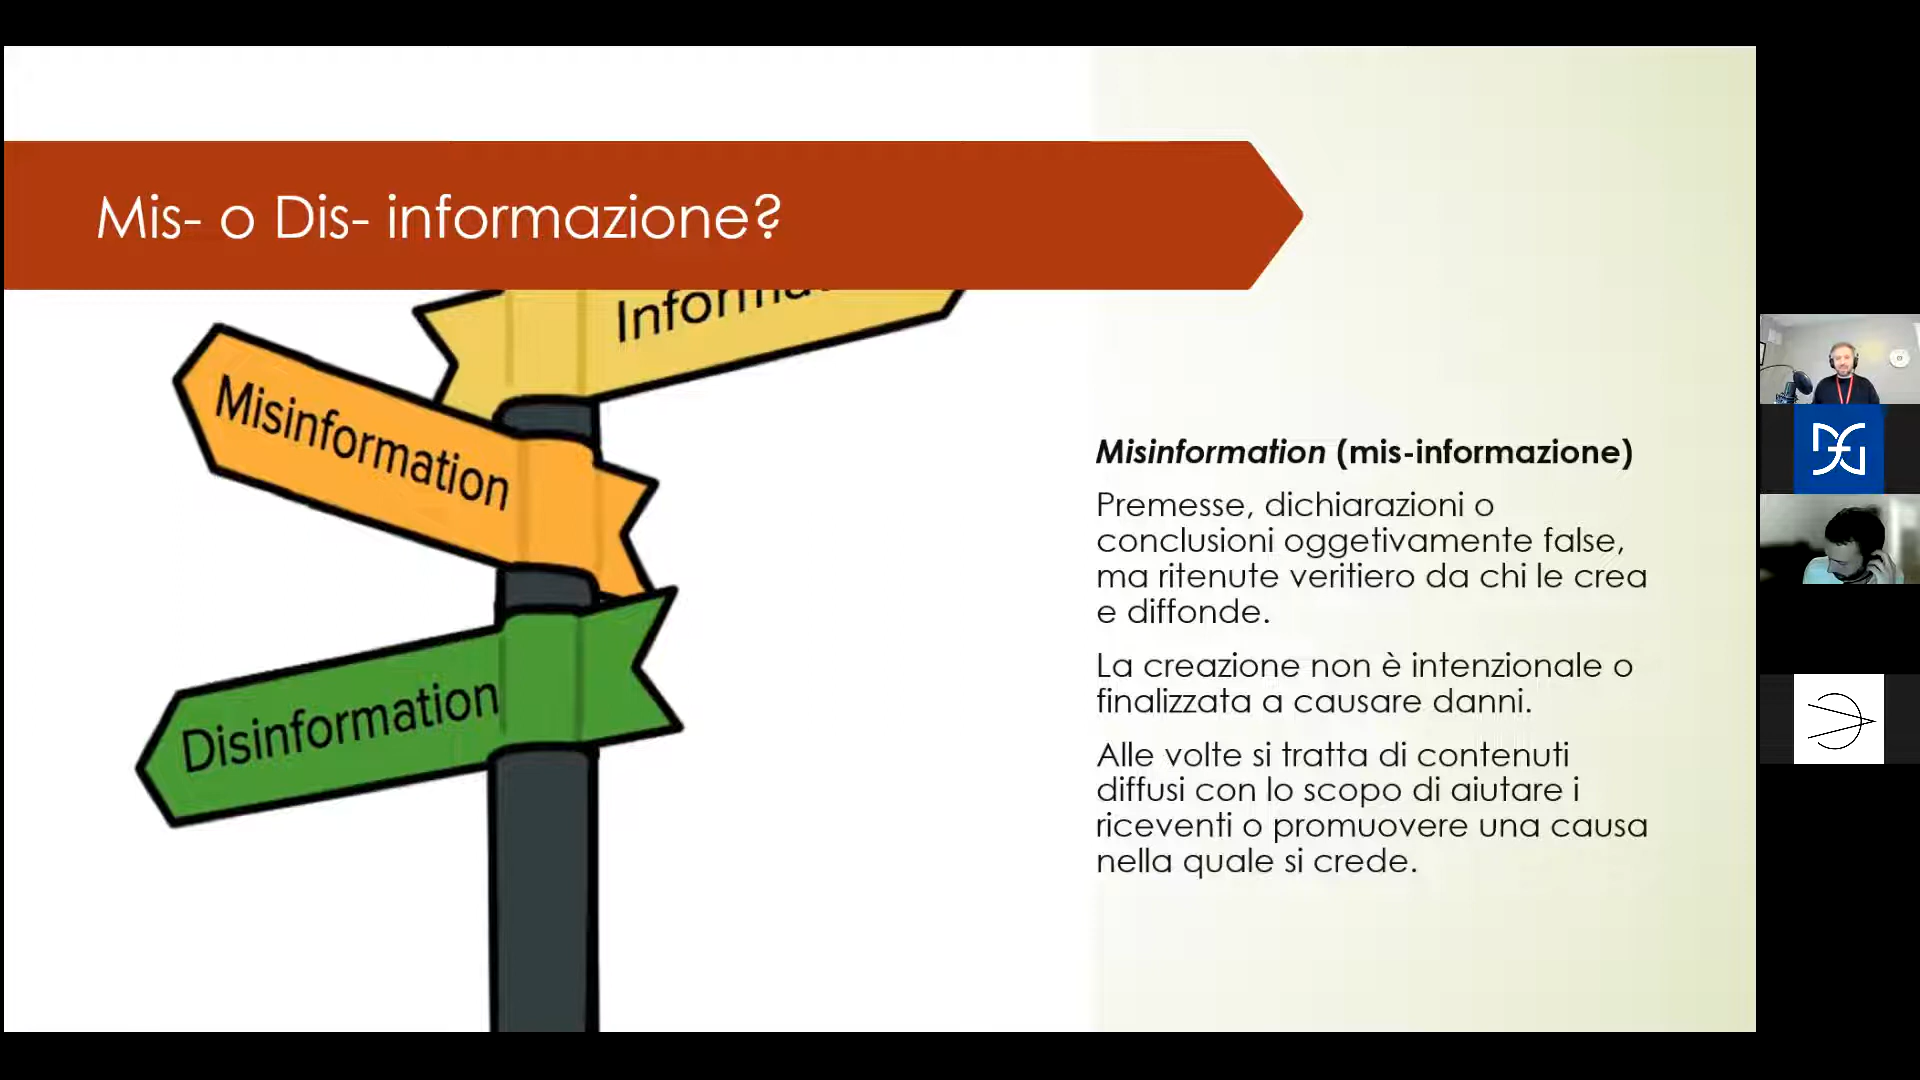 Mis- o Dis- informazione?
Misinformation
Disinformation
Misinformation (mis-informazione)
Premesse, dichiarazioni o
conclusioni oggetivamente false,
ma ritenute veritiero da chi le crea
e diffonde.
La creazione non è intenzionale o
finalizzata a causare danni.
Alle volte si tratta di contenuti
diffusi con lo scopo di aiutare i
riceventi o promuovere una causa
nella quale si crede.